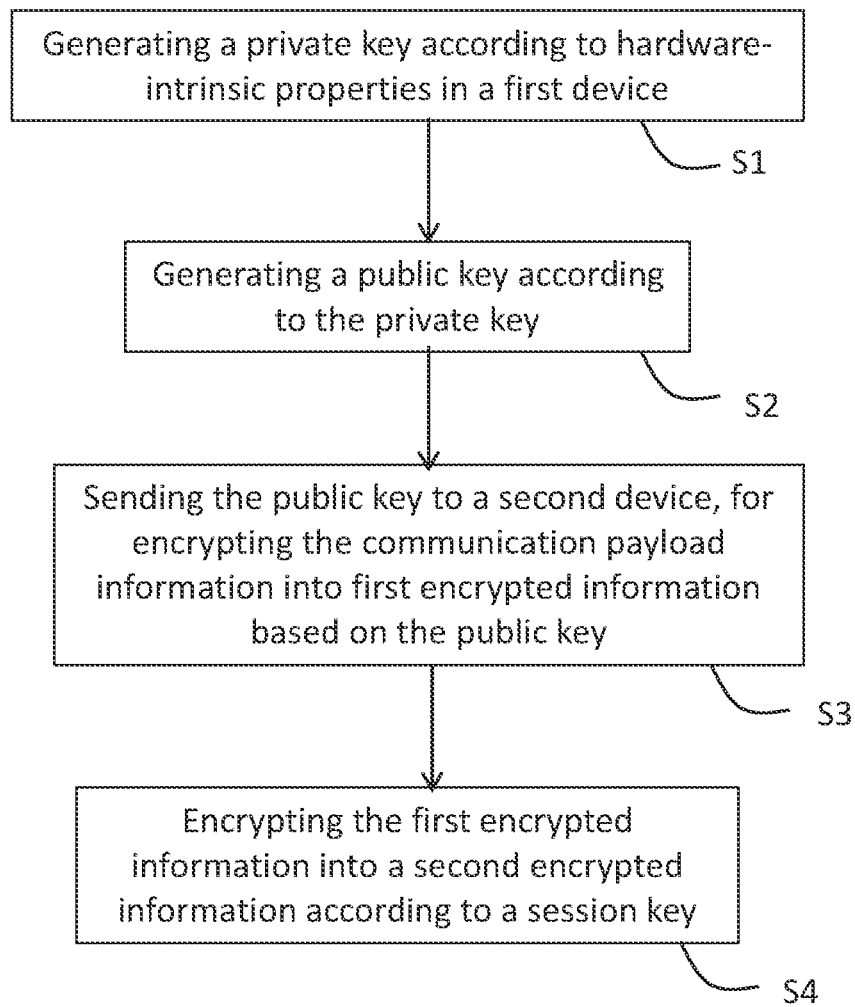 Generating a private key according to hardware-
intrinsic properties in a first device
S1
Generating a public key according
to the private key
S2
Sending the public key to a second device, for
encrypting the communication payload
information into first encrypted information
based on the public key
S3
Encrypting the first encrypted
information into a second encrypted
information according to a session key
S4